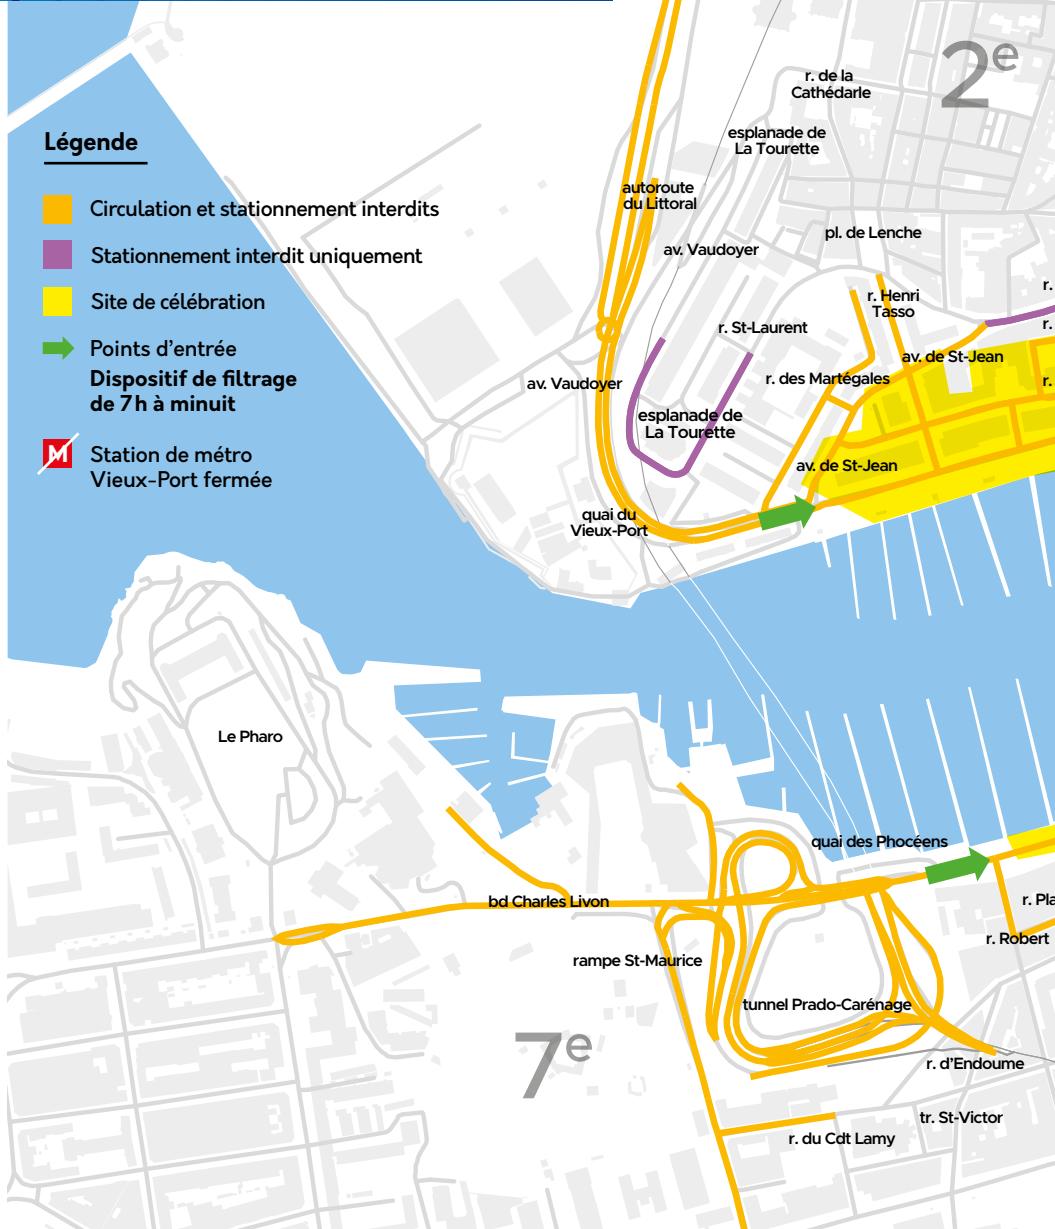 Légende
Circulation et stationnement interdits
Stationnement interdit uniquement
Site de célébration
Points d'entrée
Dispositif de filtrage
de 7h à minuit
M
Station de métro
Vieux-Port fermée
2e
r. de la
Cathédarle
esplanade de
La Tourette
autoroute
du Littoral
pl. de Lenche
av. Vaudoyer
r.
r. Henri
Tasso
r. St-Laurent
r.
av. de St-Jean
av. Vaudoyer
r. des Martégales
r.
esplanade de
La Tourette
av. de St-Jean
quai du
Vieux-Port
Le Pharo
quai des Phocéens
bd Charles Livon
r. Pla
r. Robert
rampe St-Maurice
tunnel Prado-Carénage
7e
r. d'Endoume
tr. St-Victor
r. du Cdt Lamy